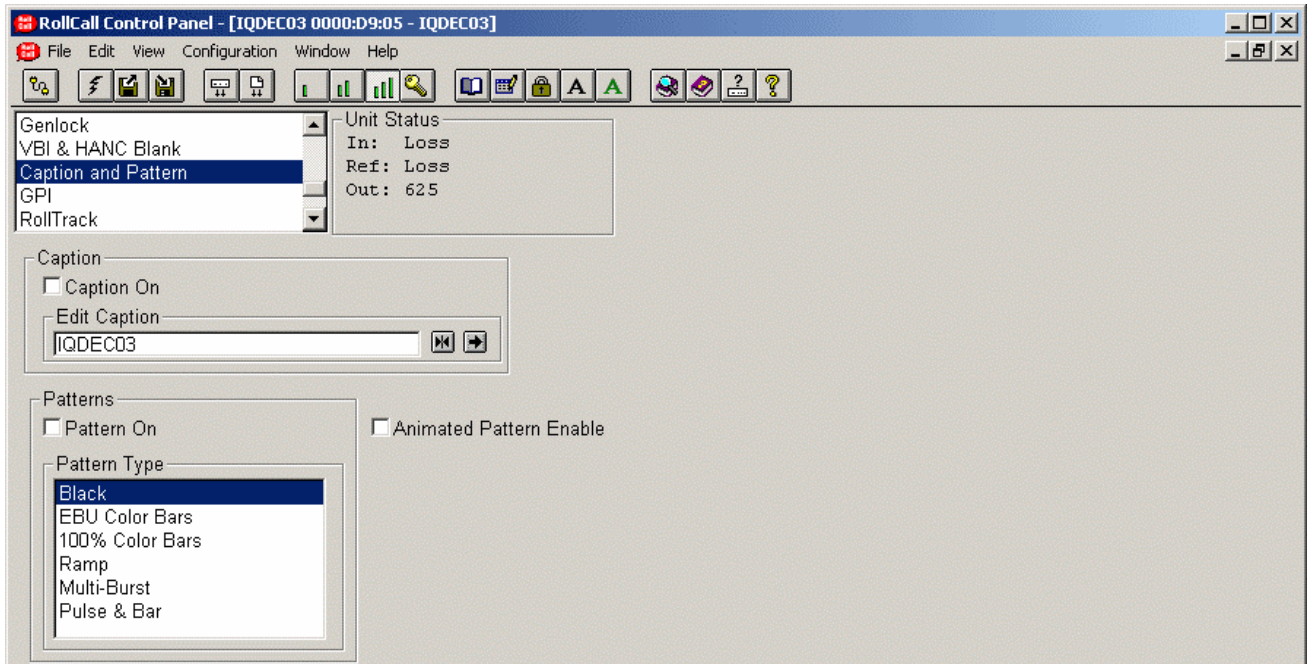 RollCall Control Panel - [IQDEC03 0000:D9:05 - IQDEC03]
File Edit View Configuration Window Help
A A
Genlock
VBI & HANC Blank
Caption and Pattern
GPI
RollTrack
Unit Status
In: Loss
Ref: Loss
Out: 625
Caption
Caption On
Edit Caption
IQDEC03
Patterns
Pattern On
Animated Pattern Enable
Pattern Type
Black
EBU Color Bars
100% Color Bars
Ramp
Multi-Burst
Pulse & Bar